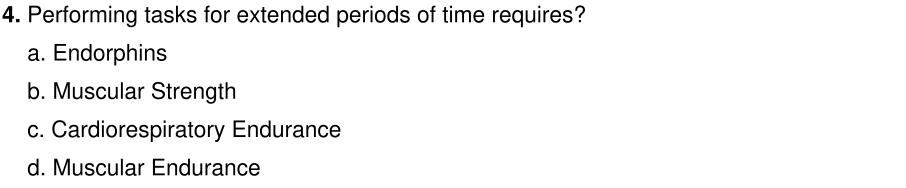 4. Performing tasks for extended periods of time requires?
a. Endorphins
b. Muscular Strength
c. Cardiorespiratory Endurance
d. Muscular Endurance